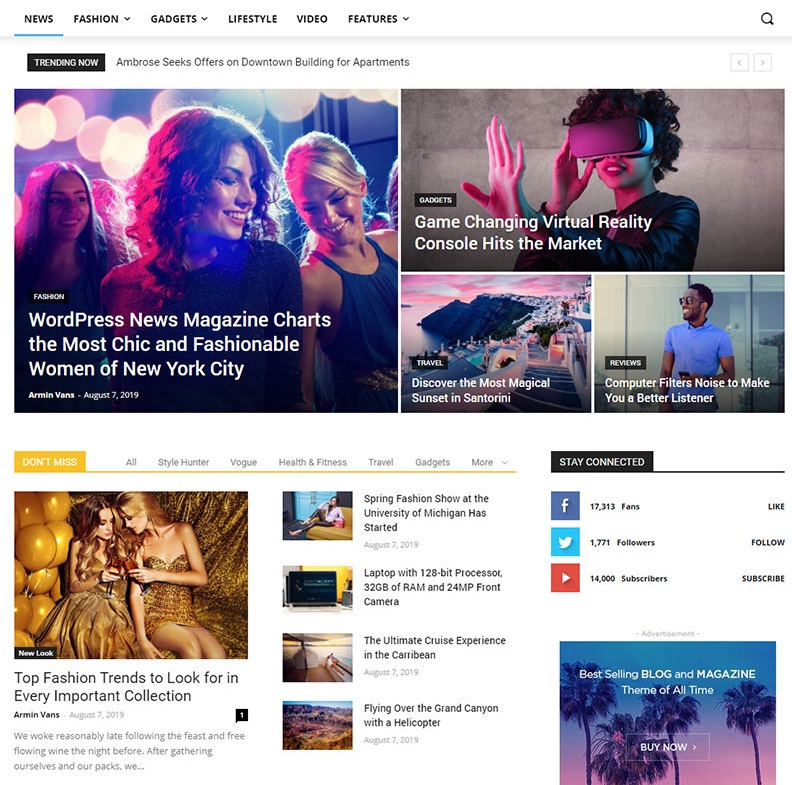 NEWS FASHION GADGETS LIFESTYLE VIDEO FEATURES
TRENDING NOW Ambrose Seeks Offers on Downtown Building for Apartments
FASHION
WordPress News Magazine Charts
the Most Chic and Fashionable
Women of New York City
Armin Vans - August 7, 2019
GADGETS
Game Changing Virtual Reality
Console Hits the Market
TRAVEL
Discover the Most Magical
Sunset in Santorini
REVIEWS
Computer Filters Noise to Make
You a Better Listener
DON'T MISS All Style Hunter Vogue Health & Fitness Travel Gadgets More
New Look
Top Fashion Trends to Look for in
Every Important Collection
Armin Vans - August 7, 2019 1
We woke reasonably late following the feast and free
flowing wine the night before. After gathering
ourselves and our packs, we...
Spring Fashion Show at the
University of Michigan Has
Started
August 7, 2019
Laptop with 128-bit Processor,
32GB of RAM and 24MP Front
Camera
The Ultimate Cruise Experience
in the Carribean
August 7, 2019
Flying Over the Grand Canyon
with a Helicopter
August 7, 2019
STAY CONNECTED
17,313 Fans LIKE
1,771 Followers FOLLOW
14,000 Subscribers SUBSCRIBE
- Advertisement -
Best Selling BLOG and MAGAZINE
Theme of All Time
BUY NOW